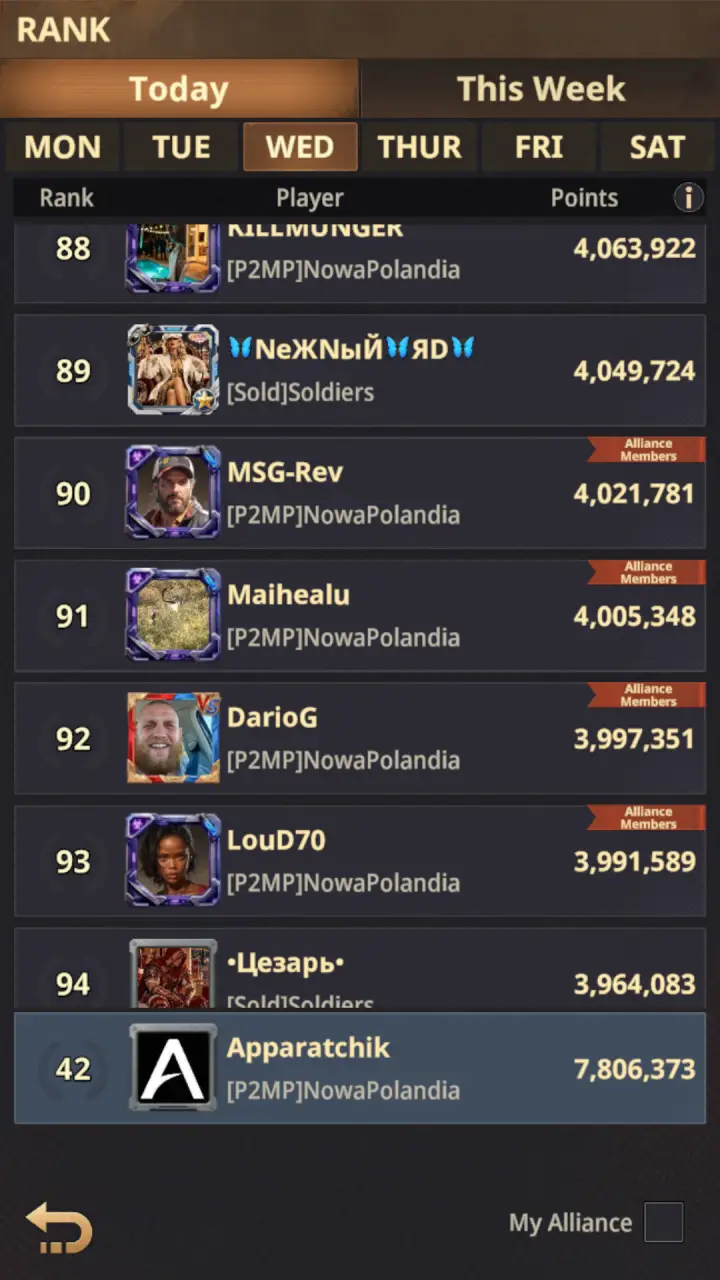 RANK
Today
This Week
MON
TUE
WED
THUR
FRI
SAT
Rank
Player
Points
88
KILLMUNGER
[P2MP]NowaPolandia
4,063,922
89
🦋NeЖNыЙ🦋ЯD🦋
[Sold]Soldiers
4,049,724
90
MSG-Rev
[P2MP]NowaPolandia
Alliance
Members
4,021,781
91
Maihealu
[P2MP]NowaPolandia
Alliance
Members
4,005,348
92
DarioG
[P2MP]NowaPolandia
Alliance
Members
3,997,351
93
LouD70
[P2MP]NowaPolandia
Alliance
Members
3,991,589
94
•Цезарь•
[Sold]Soldiers
3,964,083
42
Apparatchik
[P2MP]NowaPolandia
7,806,373
My Alliance